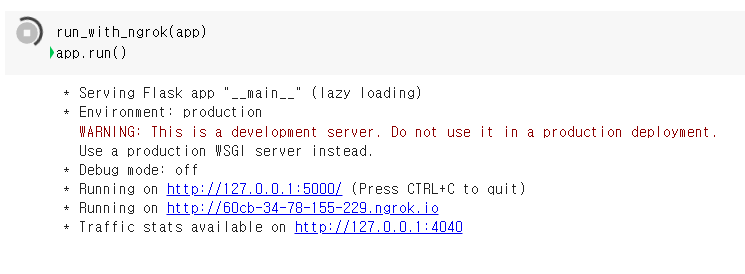 run_with_ngrok(app)
app.run()
* Serving Flask app "__main__" (lazy loading)
* Environment: production
WARNING: This is a development server. Do not use it in a production deployment.
Use a production WSGI server instead.
* Debug mode: off
* Running on http://127.0.0.1:5000/ (Press CTRL+C to quit)
* Running on http://60cb-34-78-155-229.ngrok.io
* Traffic stats available on http://127.0.0.1:4040